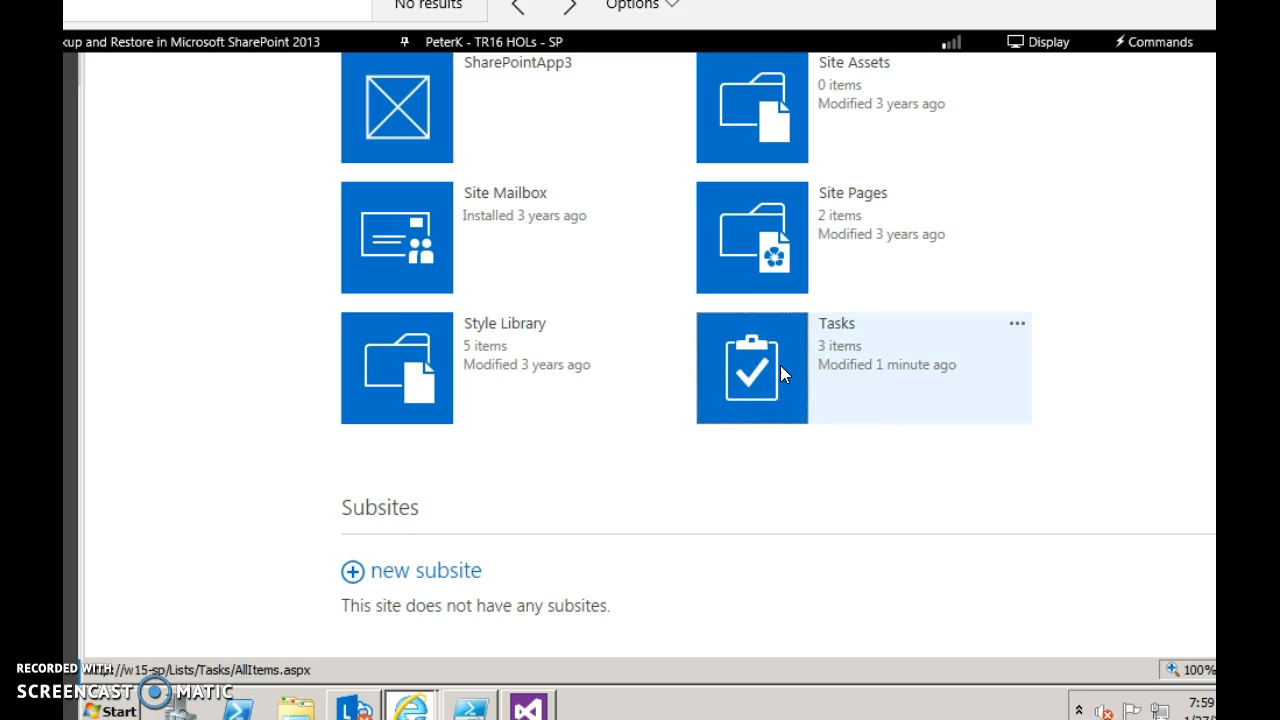 No results
Options
kup and Restore in Microsoft SharePoint 2013
PeterK - TR16 HOLs - SP
Display
Commands
SharePointApp3
Site Assets
0 items
Modified 3 years ago
Site Mailbox
Installed 3 years ago
Site Pages
2 items
Modified 3 years ago
Style Library
5 items
Modified 3 years ago
Tasks
3 items
Modified 1 minute ago
Subsites
new subsite
This site does not have any subsites.
RECORDED WITH
//w15-sp/Lists/Tasks/AllItems.aspx
100%
SCREENCAST MATIC
Start
7:59